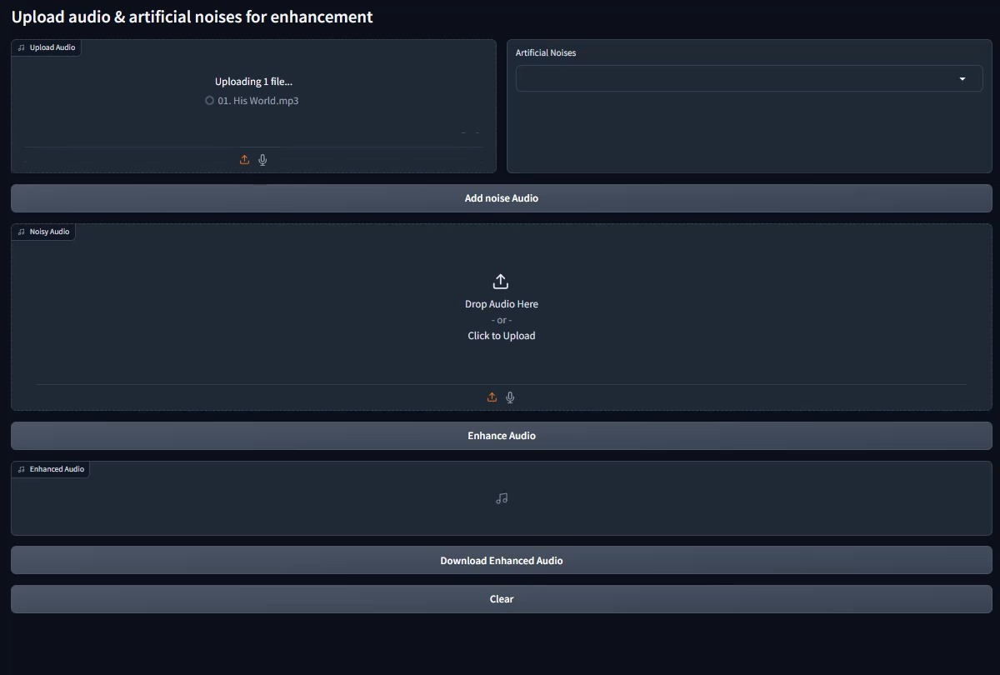 Upload audio & artificial noises for enhancement
Upload Audio
Uploading 1 file...
01. His World.mp3
Artificial Noises
Add noise Audio
Noisy Audio
Drop Audio Here
- or -
Click to Upload
Enhance Audio
Enhanced Audio
Download Enhanced Audio
Clear